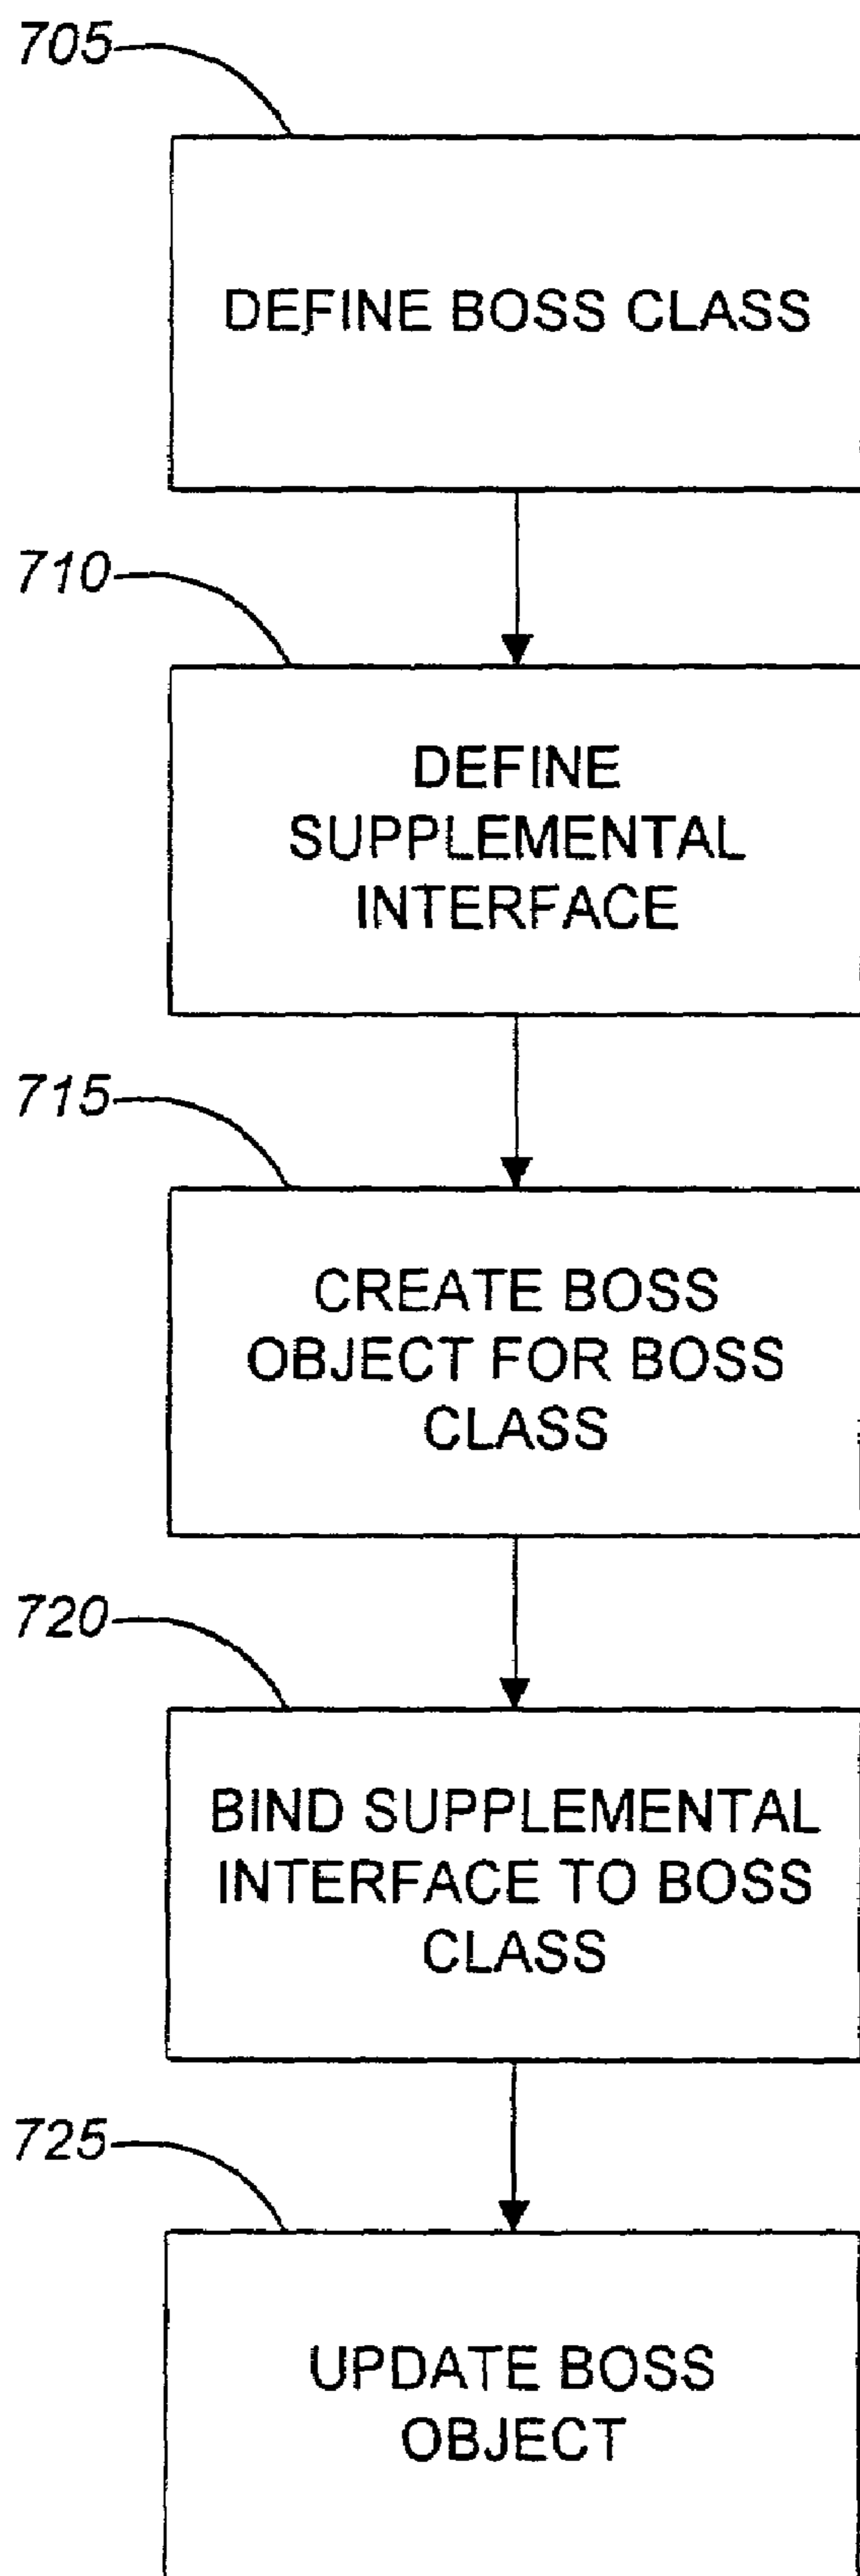 705
DEFINE BOSS CLASS
710
DEFINE
SUPPLEMENTAL
INTERFACE
715
CREATE BOSS
OBJECT FOR BOSS
CLASS
720
BIND SUPPLEMENTAL
INTERFACE TO BOSS
CLASS
725
UPDATE BOSS
OBJECT